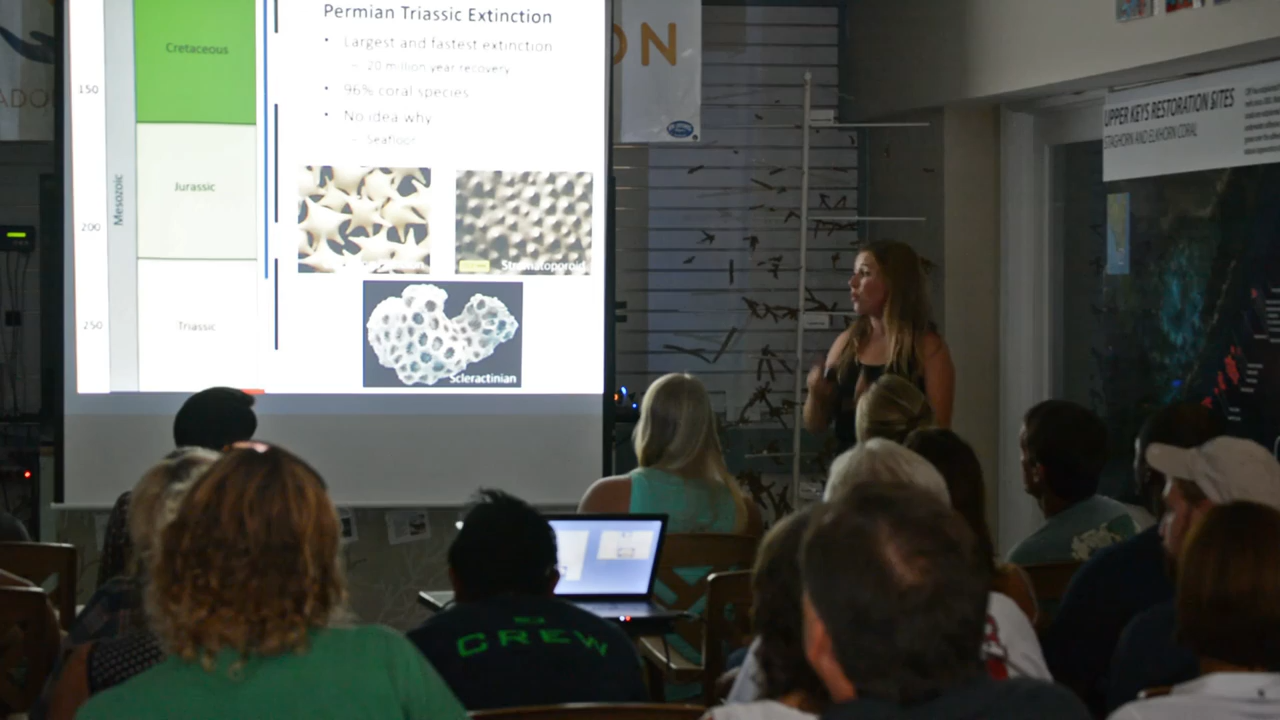 Permian Triassic Extinction
• Largest and fastest extinction
– 20 million year recovery
• 96% coral species
• No idea why
– Seafloor
Stromatoporoid
Scleractinian
Cretaceous
Jurassic
Triassic
Mesozoic
150
200
250
ON
UPPER KEYS RESTORATION SITES
STAGHORN AND ELKHORN CORAL
CREW